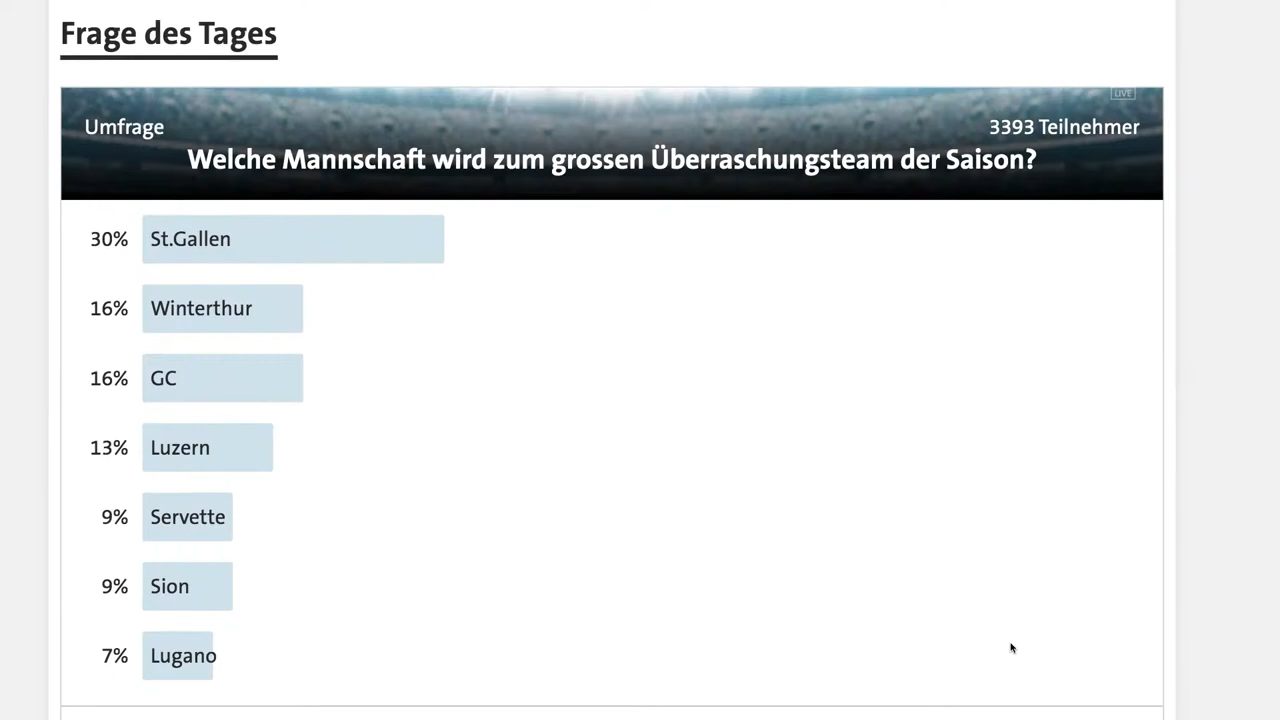 Frage des Tages
LIVE
Umfrage
3393 Teilnehmer
Welche Mannschaft wird zum grossen Überraschungsteam der Saison?
30% St.Gallen
16% Winterthur
16% GC
13% Luzern
9% Servette
9% Sion
7% Lugano